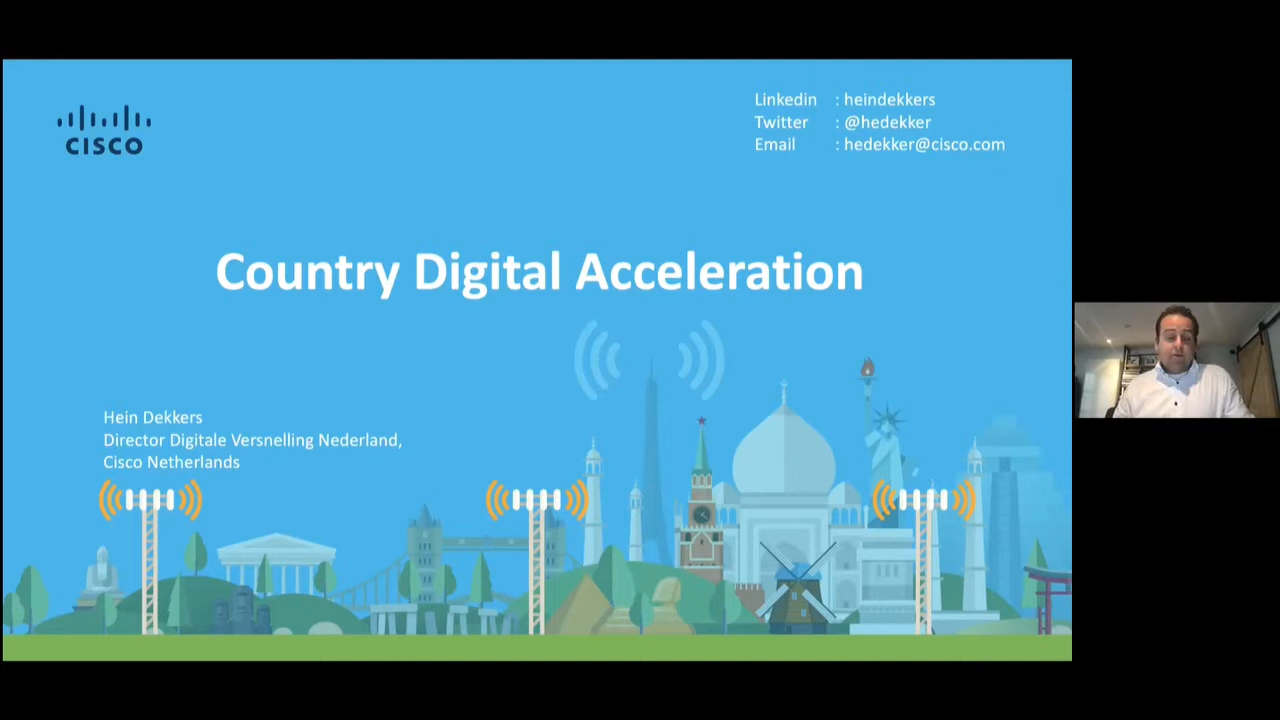 CISCO
Linkedin : heindekkers
Twitter : @hedekker
Email : hedekker@cisco.com
Country Digital Acceleration
Hein Dekkers
Director Digitale Versnelling Nederland,
Cisco Netherlands